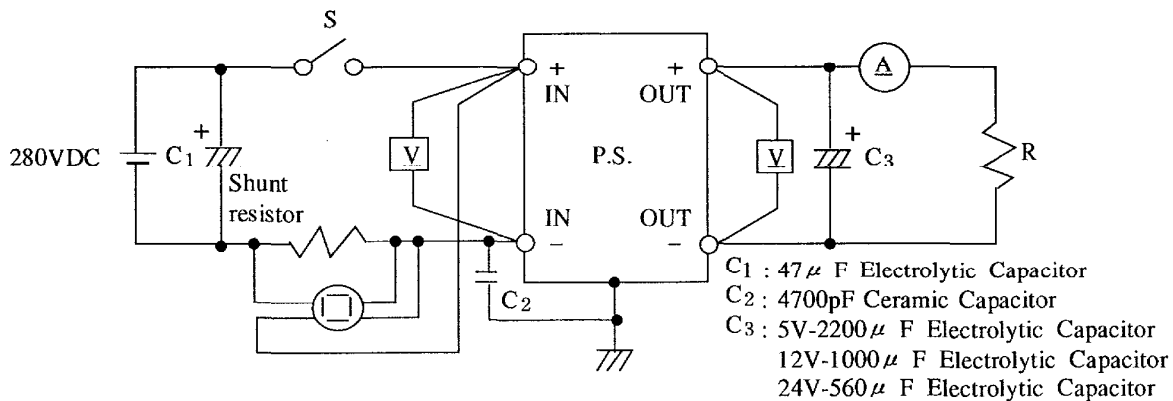 S
+ +
IN OUT
280VDC
C1 +
V
P.S.
V
+
C3
A
R
Shunt
resistor
IN OUT
− −
C2
C1 : 47μ F Electrolytic Capacitor
C2 : 4700pF Ceramic Capacitor
C3 : 5V-2200μ F Electrolytic Capacitor
12V-1000μ F Electrolytic Capacitor
24V-560μ F Electrolytic Capacitor